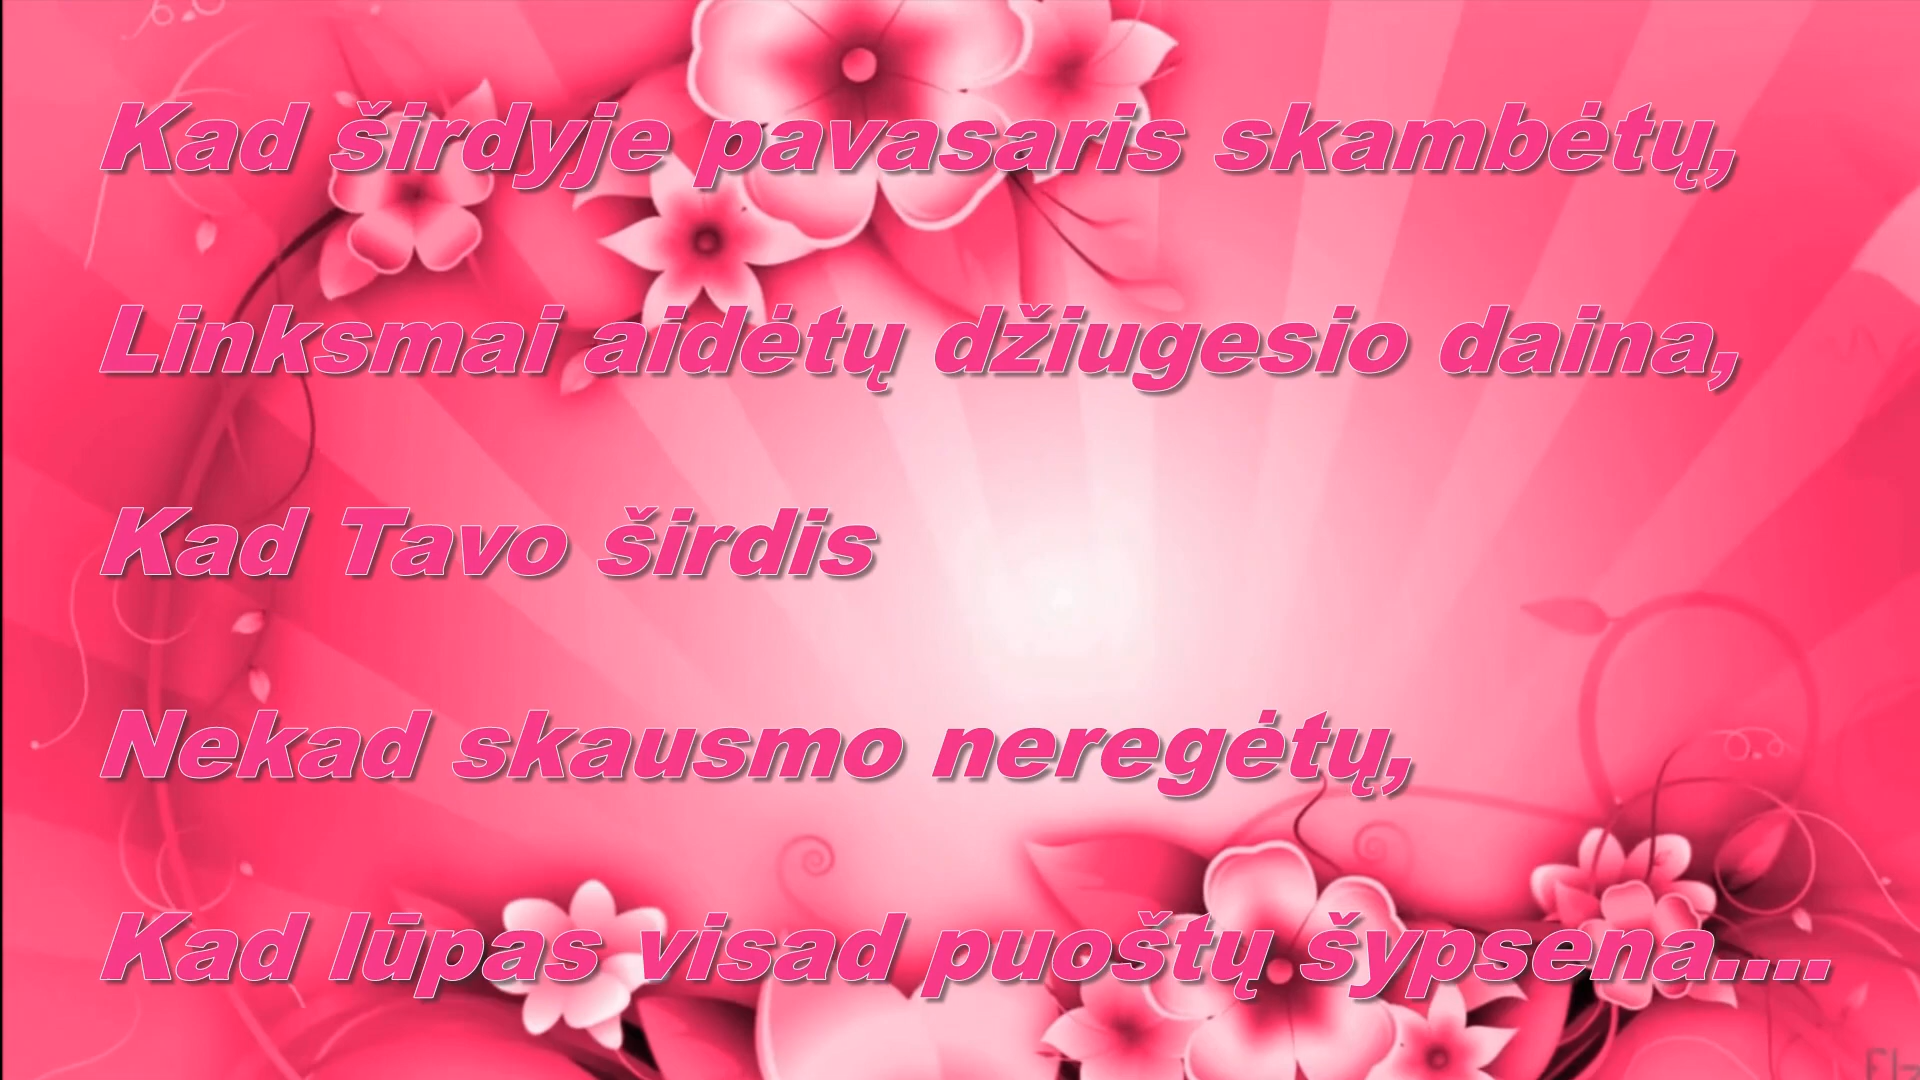 Kad širdyje pavasaris skambėtų,
Linksmai aidėtų džiugesio daina,
Kad Tavo širdis
Nekad skausmo neregėtų,
Kad lūpas visad puoštų šypsena....